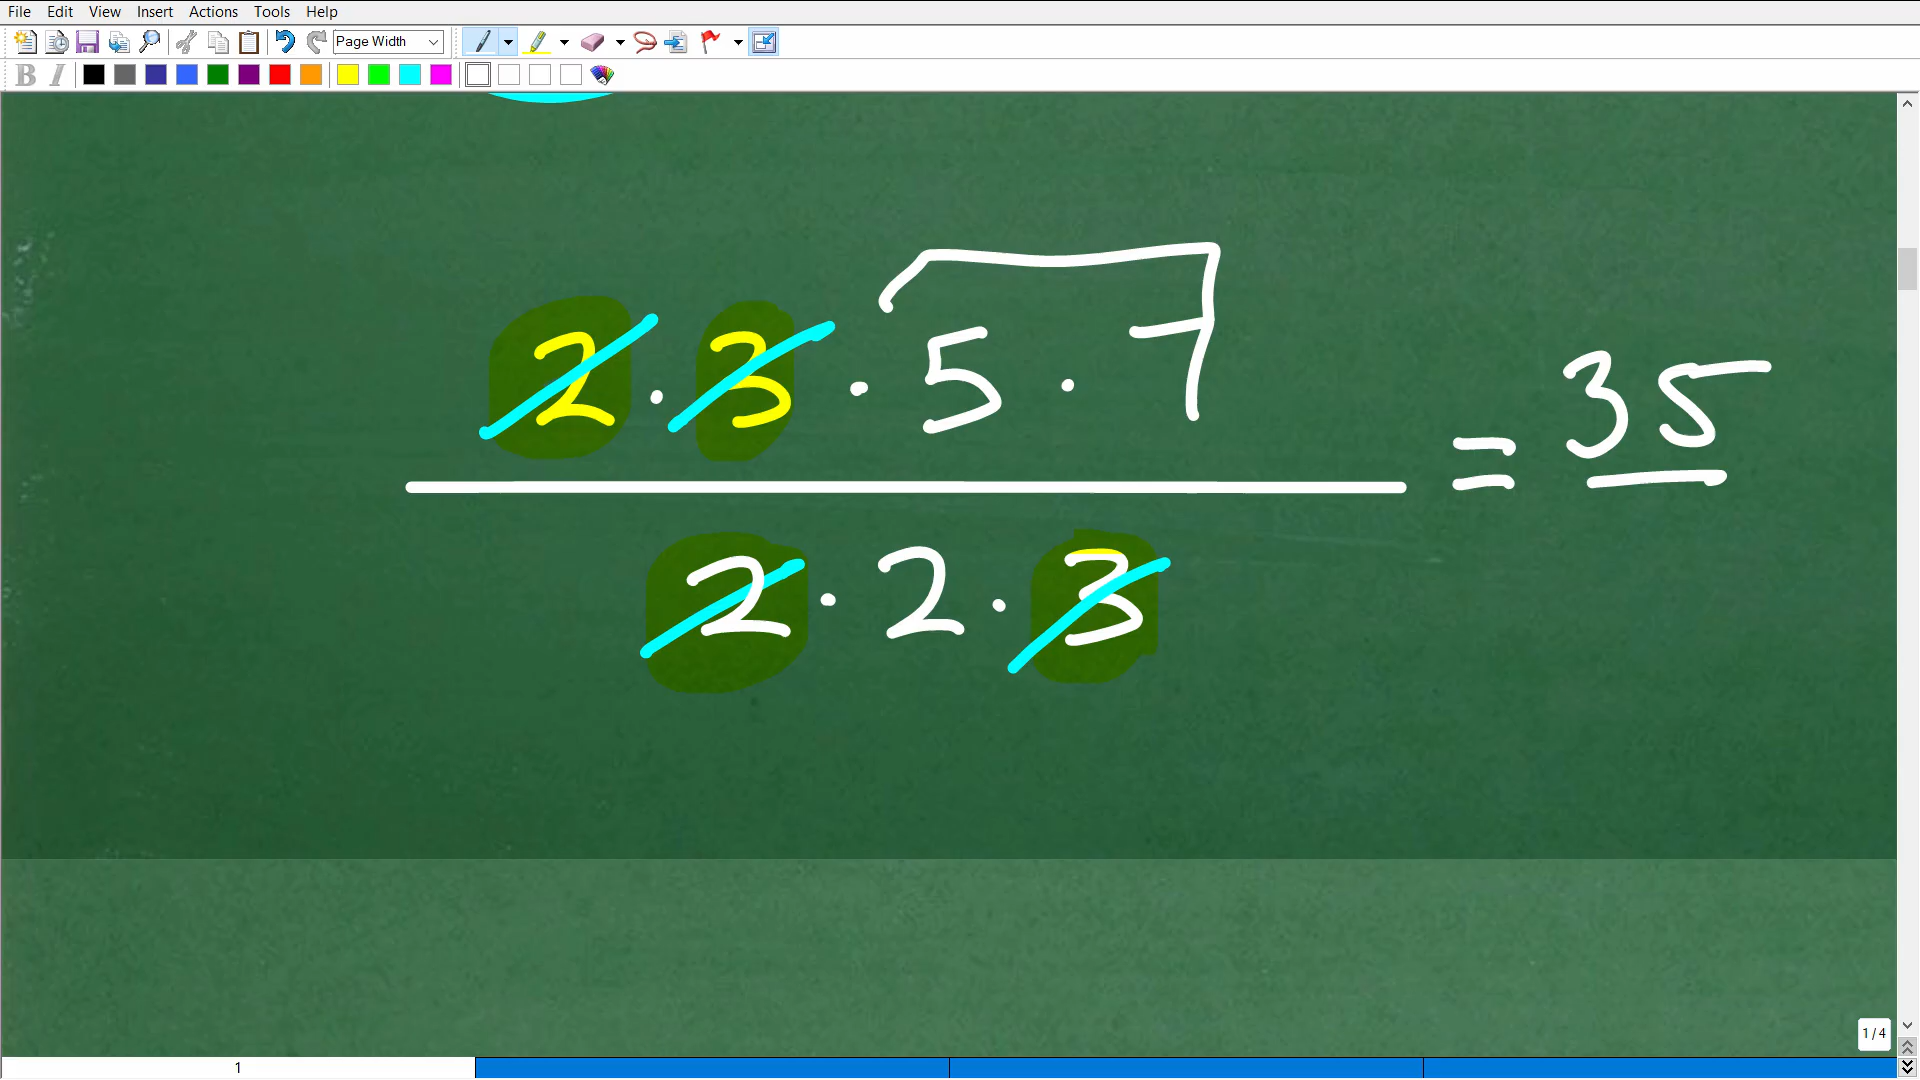 File Edit View Insert Actions Tools Help
Page Width
B I
2 · 3 · 5 · 7
= 35
2 · 2 · 3
1 / 4
1